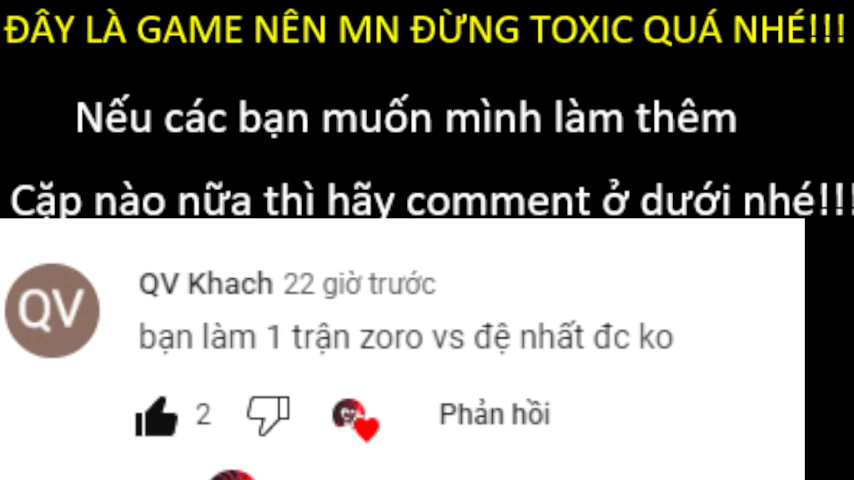 ĐÂY LÀ GAME NÊN MN ĐỪNG TOXIC QUÁ NHÉ!!!
Nếu các bạn muốn mình làm thêm
Cặp nào nữa thì hãy comment ở dưới nhé!!!
QV
QV Khach 22 giờ trước
bạn làm 1 trận zoro vs đệ nhất đc ko
2 Phản hồi